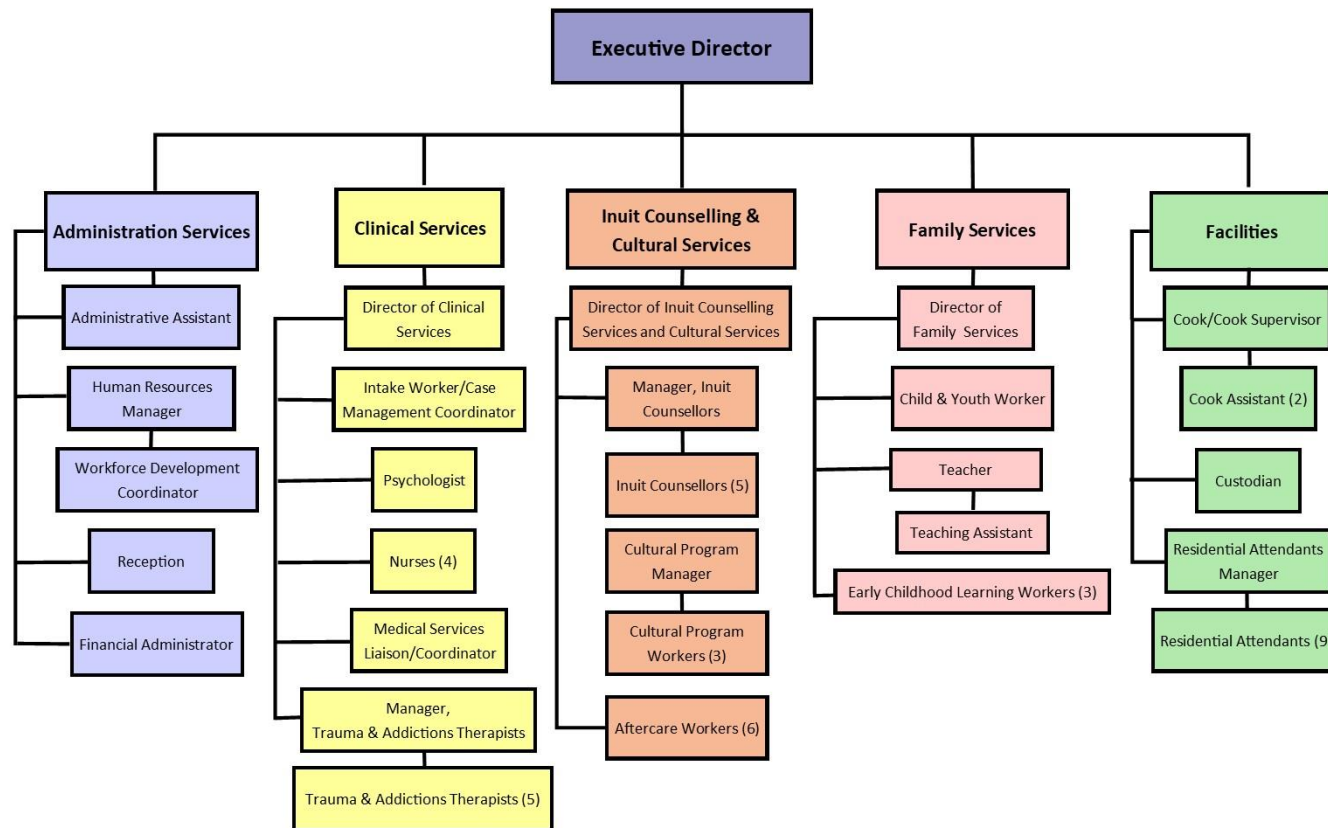 Executive Director
Administration Services
Administrative Assistant
Human Resources
Manager
Workforce Development
Coordinator
Reception
Financial Administrator
Clinical Services
Director of Clinical
Services
Intake Worker/Case
Management Coordinator
Psychologist
Nurses (4)
Medical Services
Liaison/Coordinator
Manager,
Trauma & Addictions Therapists
Trauma & Addictions Therapists (5)
Inuit Counselling &
Cultural Services
Director of Inuit Counselling
Services and Cultural Services
Manager, Inuit
Counsellors
Inuit Counsellors (5)
Cultural Program
Manager
Cultural Program
Workers (3)
Aftercare Workers (6)
Family Services
Director of
Family Services
Child & Youth Worker
Teacher
Teaching Assistant
Early Childhood Learning Workers (3)
Facilities
Cook/Cook Supervisor
Cook Assistant (2)
Custodian
Residential Attendants
Manager
Residential Attendants (9